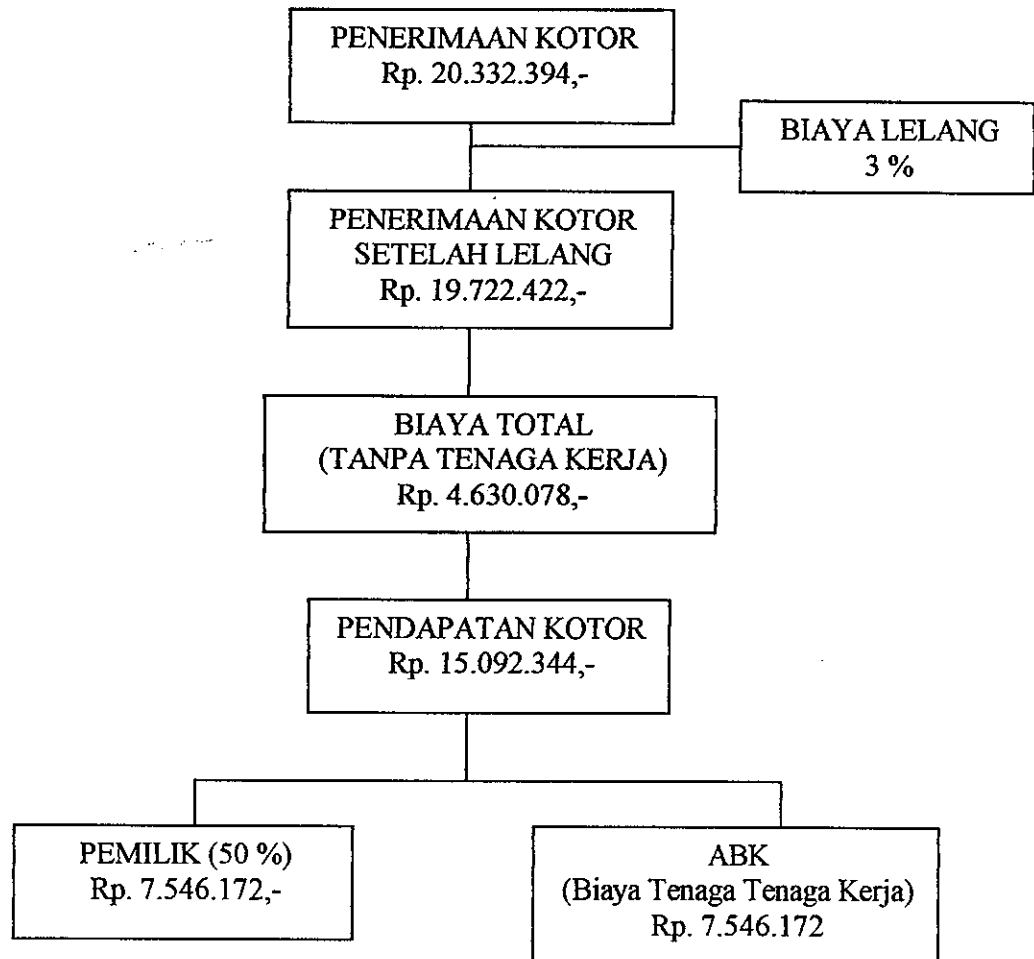 PENERIMAAN KOTOR
Rp. 20.332.394,-
BIAYA LELANG
3 %
PENERIMAAN KOTOR
SETELAH LELANG
Rp. 19.722.422,-
BIAYA TOTAL
(TANPA TENAGA KERJA)
Rp. 4.630.078,-
PENDAPATAN KOTOR
Rp. 15.092.344,-
PEMILIK (50 %)
Rp. 7.546.172,-
ABK
(Biaya Tenaga Tenaga Kerja)
Rp. 7.546.172